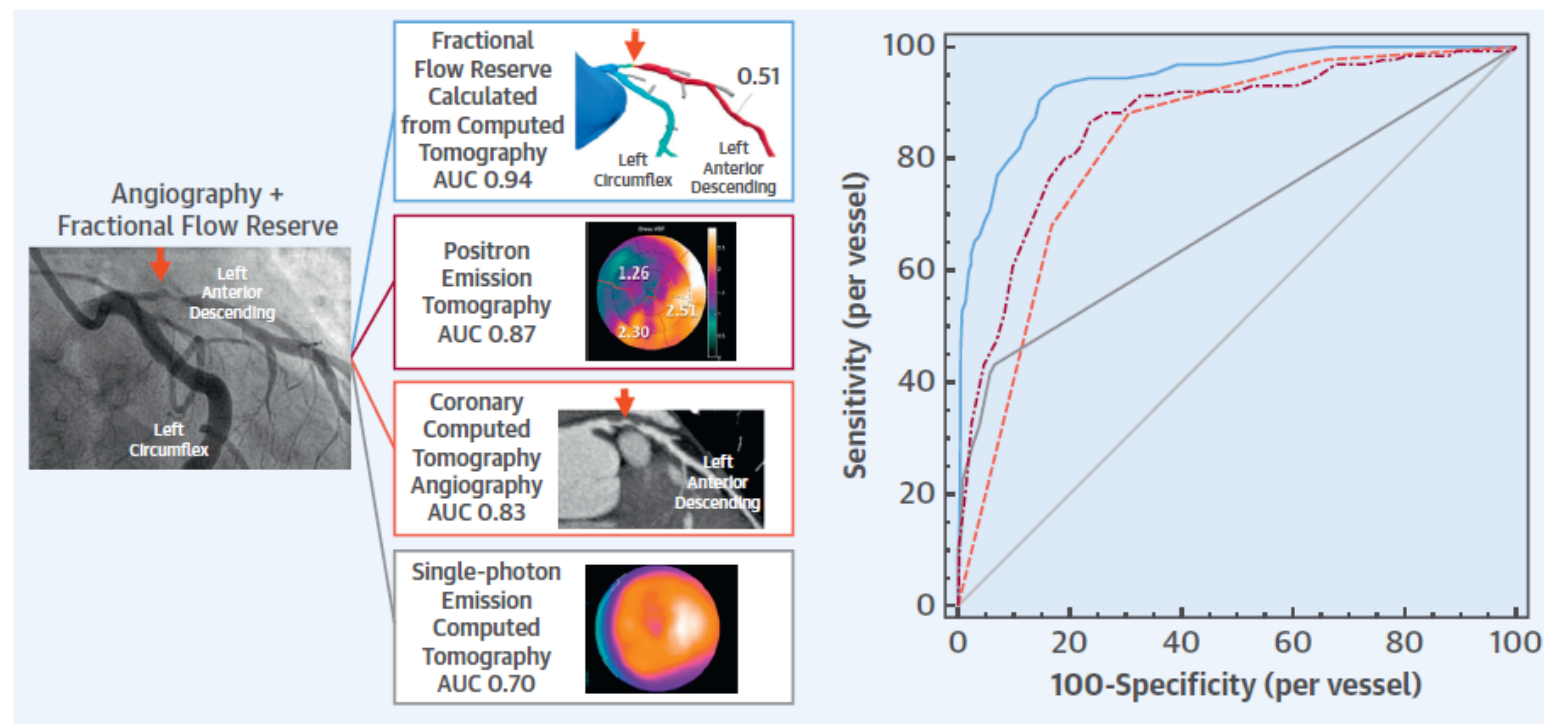 Angiography +
Fractional Flow Reserve
Left
Anterior
Descending
Left
Circumflex
Fractional
Flow Reserve
Calculated
from Computed
Tomography
AUC 0.94
0.51
Left
Circumflex
Left
Anterior
Descending
Positron
Emission
Tomography
AUC 0.87
1.26
2.51
2.30
Coronary
Computed
Tomography
Angiography
AUC 0.83
Left
Anterior
Descending
Single-photon
Emission
Computed
Tomography
AUC 0.70
Sensitivity (per vessel)
100
80
60
40
20
0
0 20 40 60 80 100
100-Specificity (per vessel)